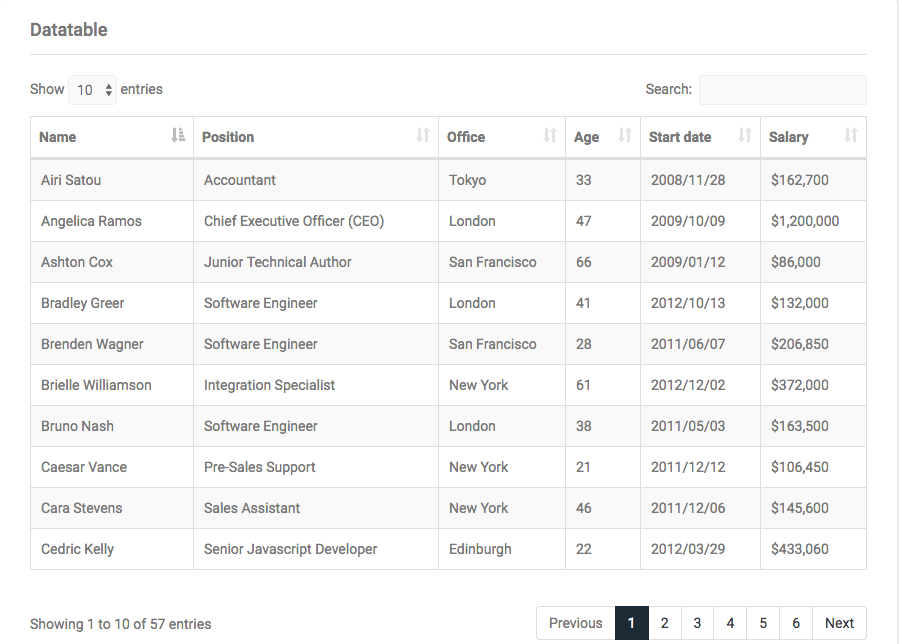 Datatable
Show 10 entries Search:
Name Position Office Age Start date Salary
Airi Satou Accountant Tokyo 33 2008/11/28 $162,700
Angelica Ramos Chief Executive Officer (CEO) London 47 2009/10/09 $1,200,000
Ashton Cox Junior Technical Author San Francisco 66 2009/01/12 $86,000
Bradley Greer Software Engineer London 41 2012/10/13 $132,000
Brenden Wagner Software Engineer San Francisco 28 2011/06/07 $206,850
Brielle Williamson Integration Specialist New York 61 2012/12/02 $372,000
Bruno Nash Software Engineer London 38 2011/05/03 $163,500
Caesar Vance Pre-Sales Support New York 21 2011/12/12 $106,450
Cara Stevens Sales Assistant New York 46 2011/12/06 $145,600
Cedric Kelly Senior Javascript Developer Edinburgh 22 2012/03/29 $433,060
Showing 1 to 10 of 57 entries Previous 1 2 3 4 5 6 Next